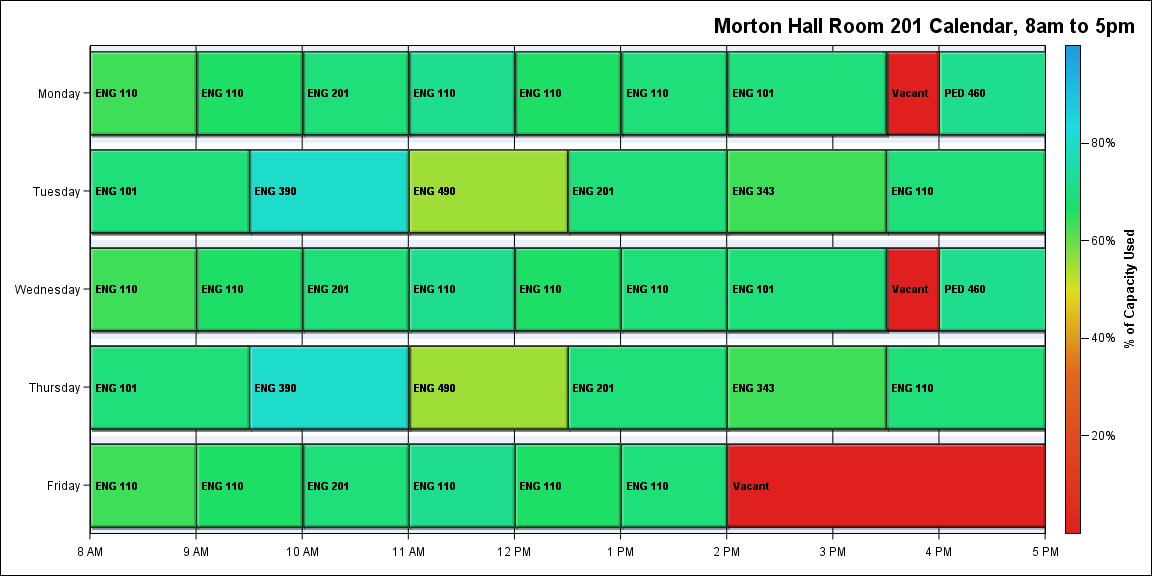 Morton Hall Room 201 Calendar, 8am to 5pm
Monday
ENG 110
ENG 110
ENG 201
ENG 110
ENG 110
ENG 110
ENG 101
Vacant
PED 460
Tuesday
ENG 101
ENG 390
ENG 490
ENG 201
ENG 343
ENG 110
Wednesday
ENG 110
ENG 110
ENG 201
ENG 110
ENG 110
ENG 110
ENG 101
Vacant
PED 460
Thursday
ENG 101
ENG 390
ENG 490
ENG 201
ENG 343
ENG 110
Friday
ENG 110
ENG 110
ENG 201
ENG 110
ENG 110
ENG 110
Vacant
8 AM
9 AM
10 AM
11 AM
12 PM
1 PM
2 PM
3 PM
4 PM
5 PM
80%
60%
40%
20%
% of Capacity Used